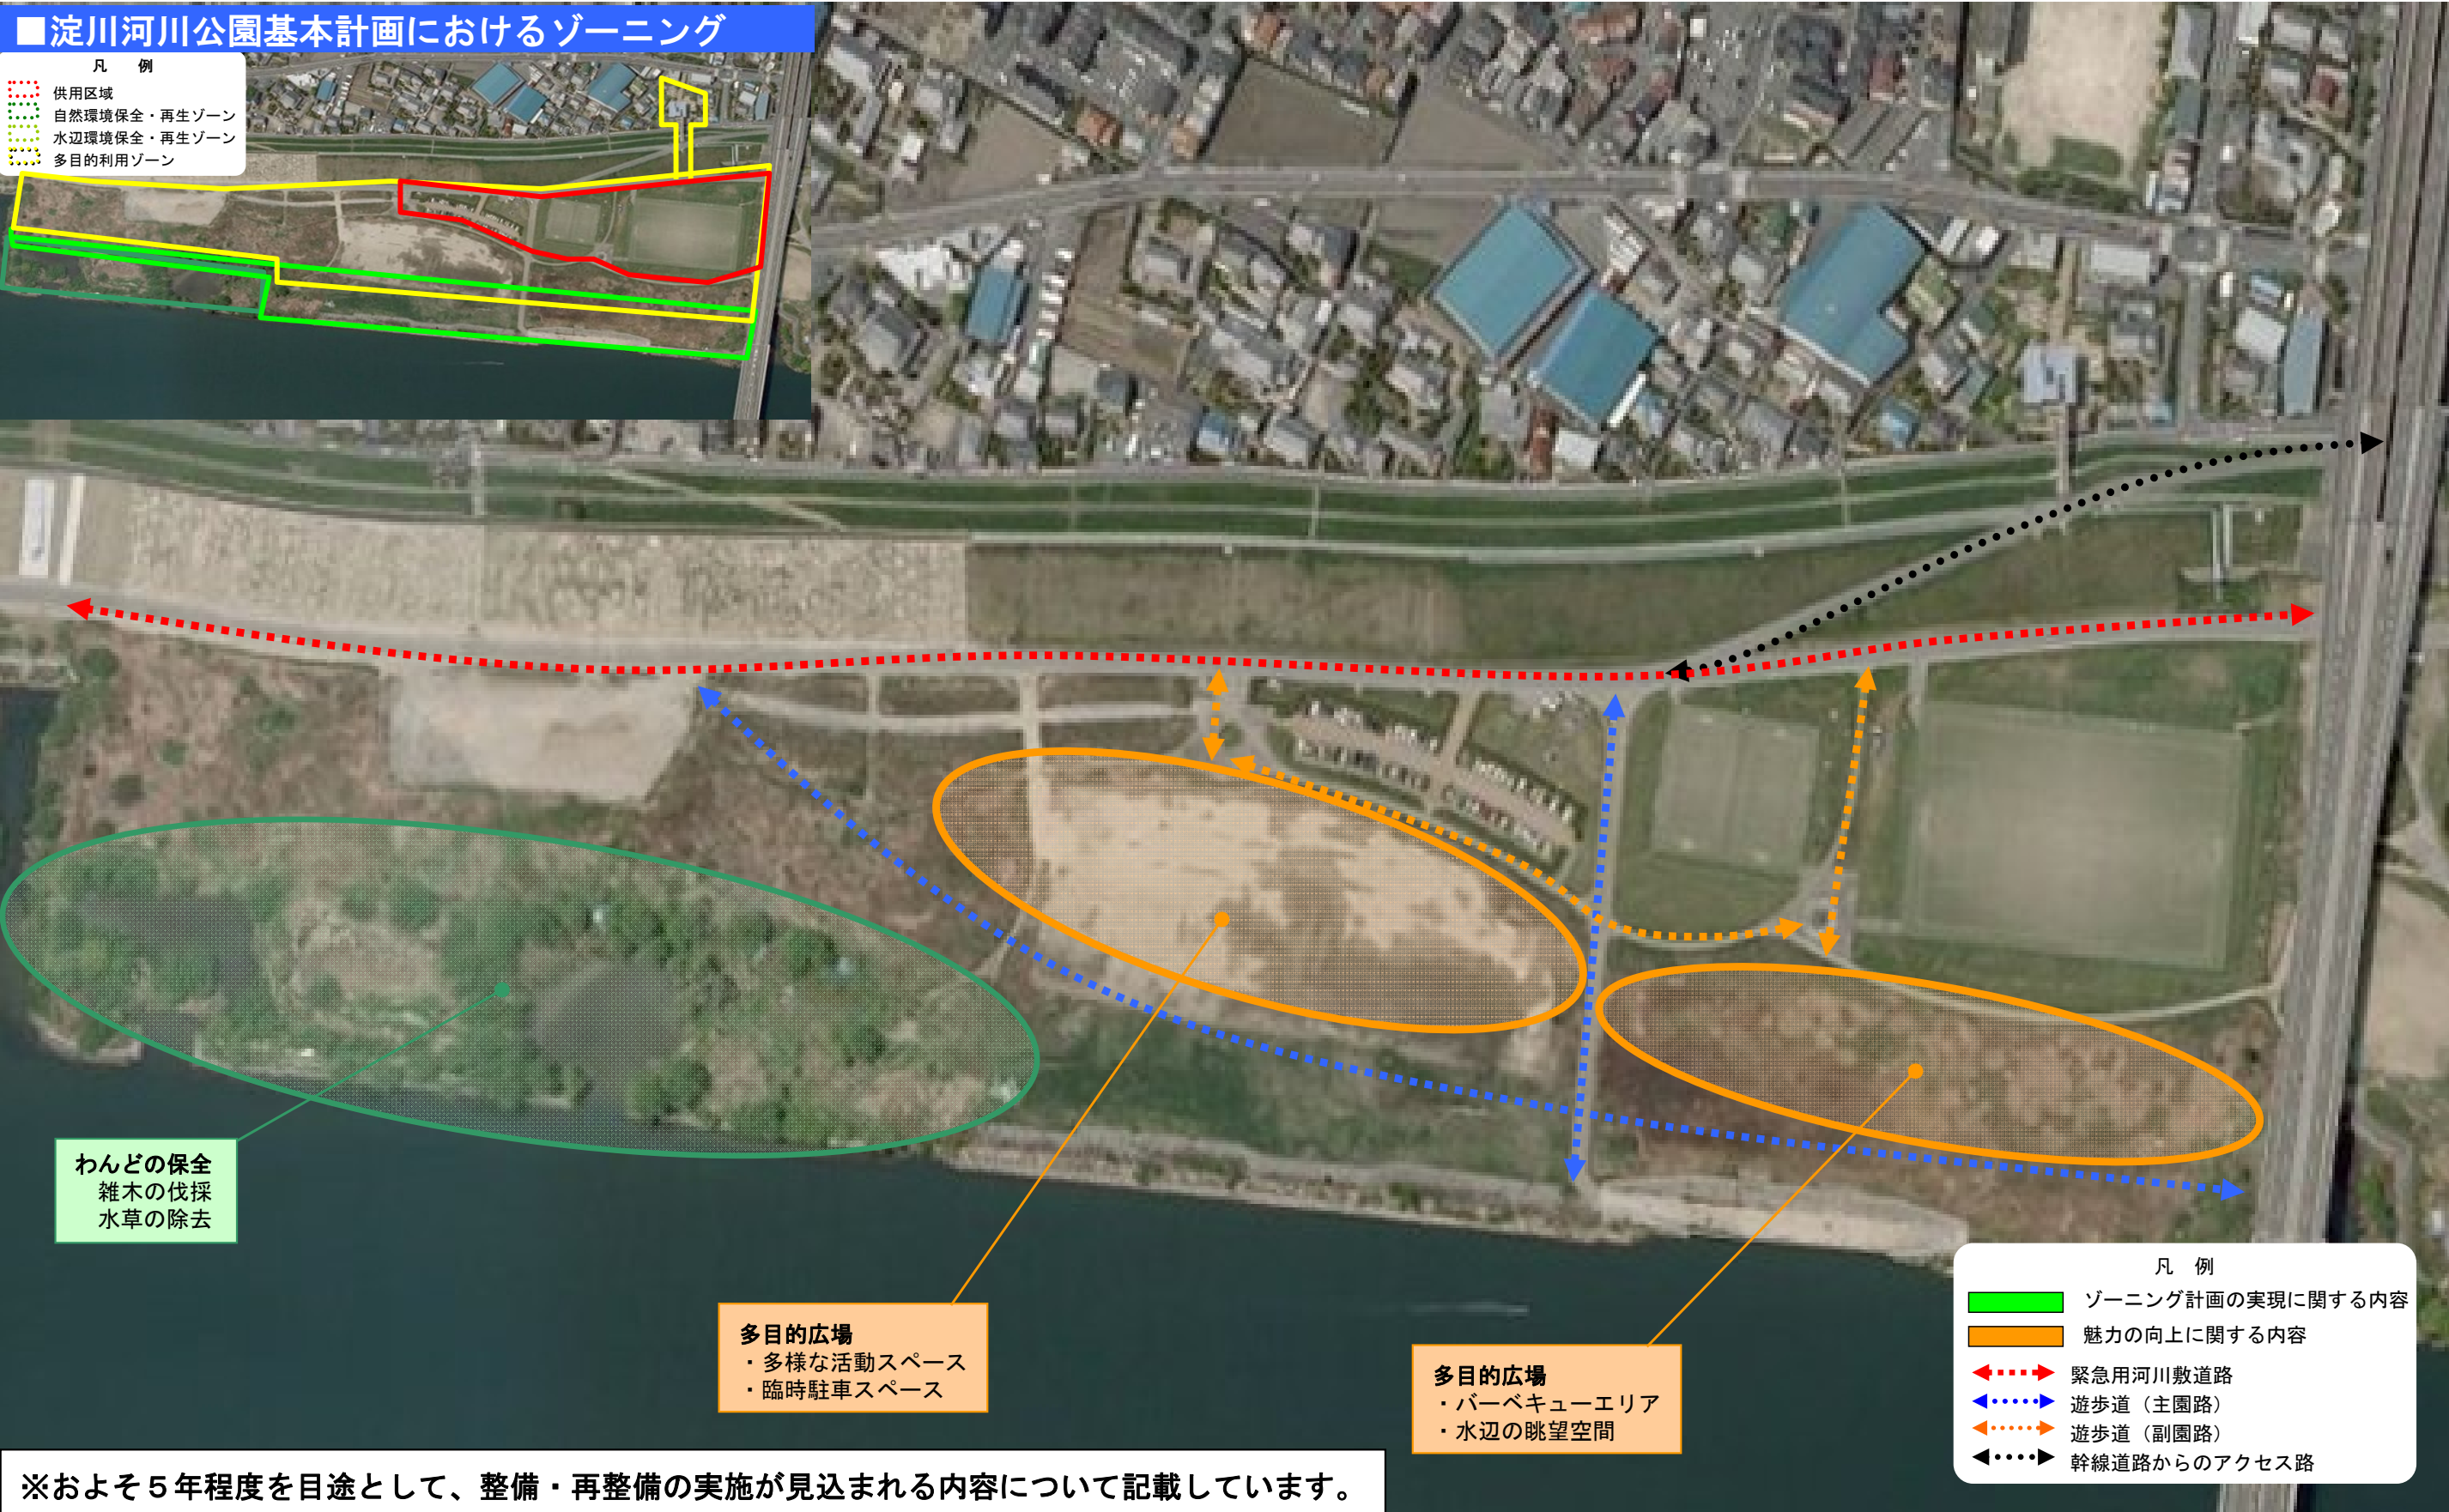 ■淀川河川公園基本計画におけるゾーニング
凡 例
供用区域
自然環境保全・再生ゾーン
水辺環境保全・再生ゾーン
多目的利用ゾーン
わんどの保全
雑木の伐採
水草の除去
多目的広場
・多様な活動スペース
・臨時駐車スペース
多目的広場
・バーベキューエリア
・水辺の眺望空間
凡 例
ゾーニング計画の実現に関する内容
魅力の向上に関する内容
緊急用河川敷道路
遊歩道（主園路）
遊歩道（副園路）
幹線道路からのアクセス路
※およそ５年程度を目途として、整備・再整備の実施が見込まれる内容について記載しています。